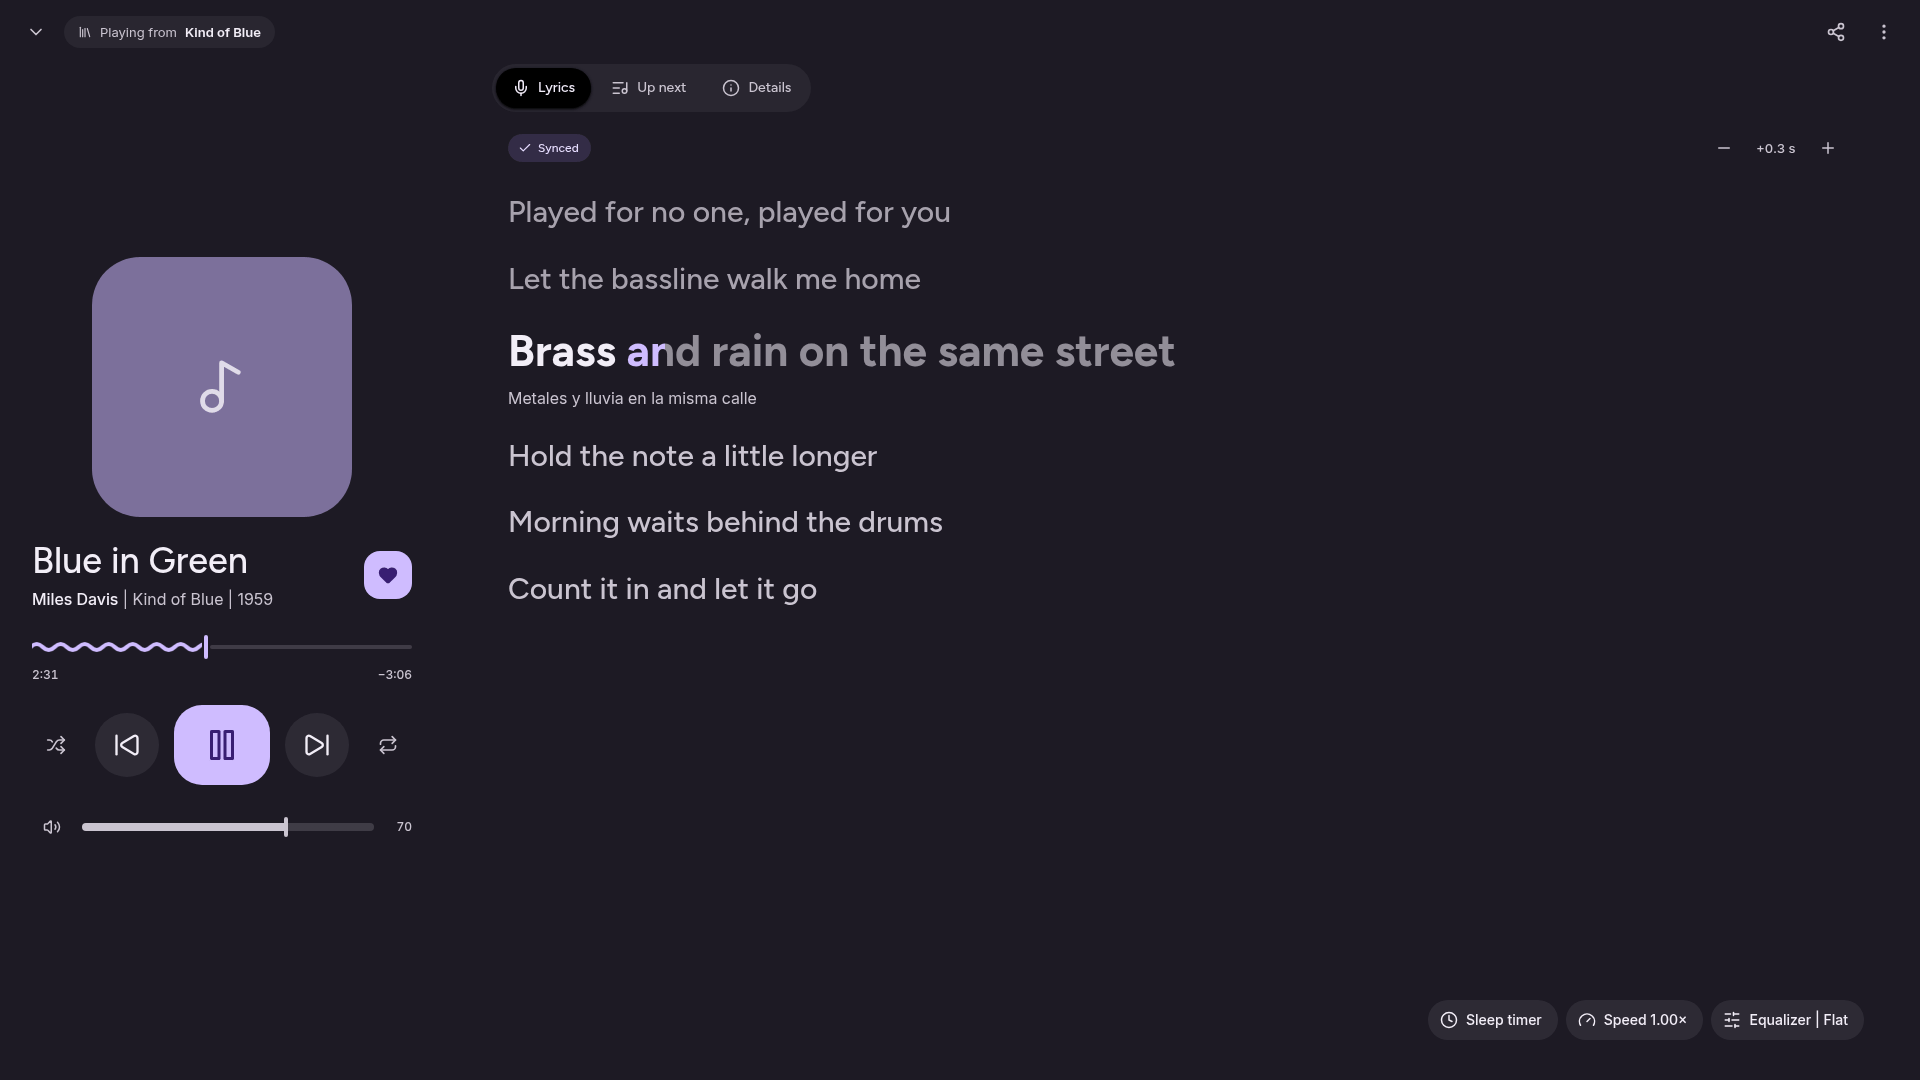 Playing from Kind of Blue
Lyrics
Up next
Details
Synced
+0.3 s
Played for no one, played for you
Let the bassline walk me home
Brass and rain on the same street
Metales y lluvia en la misma calle
Hold the note a little longer
Morning waits behind the drums
Count it in and let it go
Blue in Green
Miles Davis | Kind of Blue | 1959
2:31
−3:06
70
Sleep timer
Speed 1.00×
Equalizer | Flat